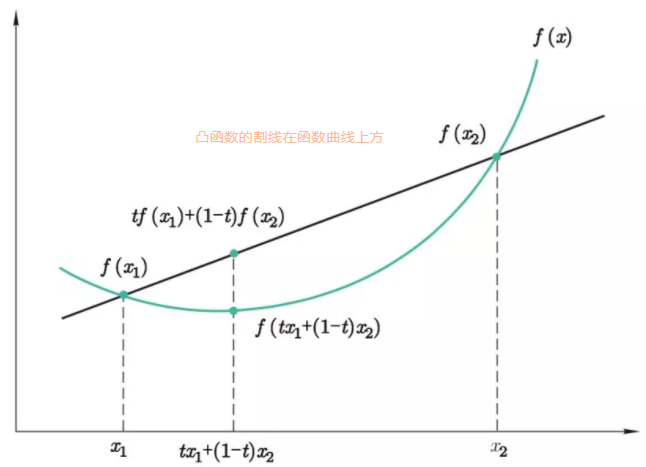 f(x)
凸函数的割线在函数曲线上方
f(x₂)
tf(x₁)+(1-t)f(x₂)
f(x₁)
f(tx₁+(1-t)x₂)
x₁
tx₁+(1-t)x₂
x₂